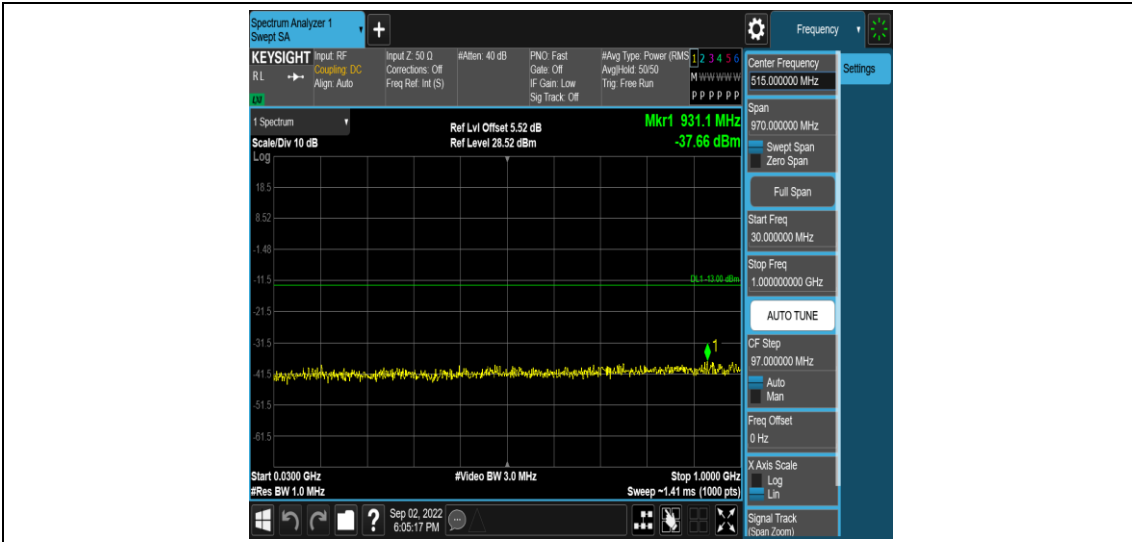 Spectrum Analyzer 1
Swept SA
+
Frequency
KEYSIGHT
RL
LXI
Input: RF
Coupling: DC
Align: Auto
Input Z: 50 Ω
Corrections: Off
Freq Ref: Int (S)
#Atten: 40 dB
PNO: Fast
Gate: Off
IF Gain: Low
Sig Track: Off
#Avg Type: Power (RMS
Avg|Hold: 50/50
Trig: Free Run
1 2 3 4 5 6
M W W W W W
P P P P P P
Center Frequency
515.000000 MHz
Settings
1 Spectrum
Ref Lvl Offset 5.52 dB
Mkr1 931.1 MHz
Scale/Div 10 dB
Ref Level 28.52 dBm
-37.66 dBm
Log
18.5
8.52
-1.48
-11.5
DL1 -13.00 dBm
-21.5
-31.5
1
-41.5
-51.5
-61.5
Start 0.0300 GHz
#Video BW 3.0 MHz
Stop 1.0000 GHz
#Res BW 1.0 MHz
Sweep ~1.41 ms (1000 pts)
Span
970.000000 MHz
Swept Span
Zero Span
Full Span
Start Freq
30.000000 MHz
Stop Freq
1.000000000 GHz
AUTO TUNE
CF Step
97.000000 MHz
Auto
Man
Freq Offset
0 Hz
X Axis Scale
Log
Lin
Signal Track
(Span Zoom)
?
Sep 02, 2022
6:05:17 PM